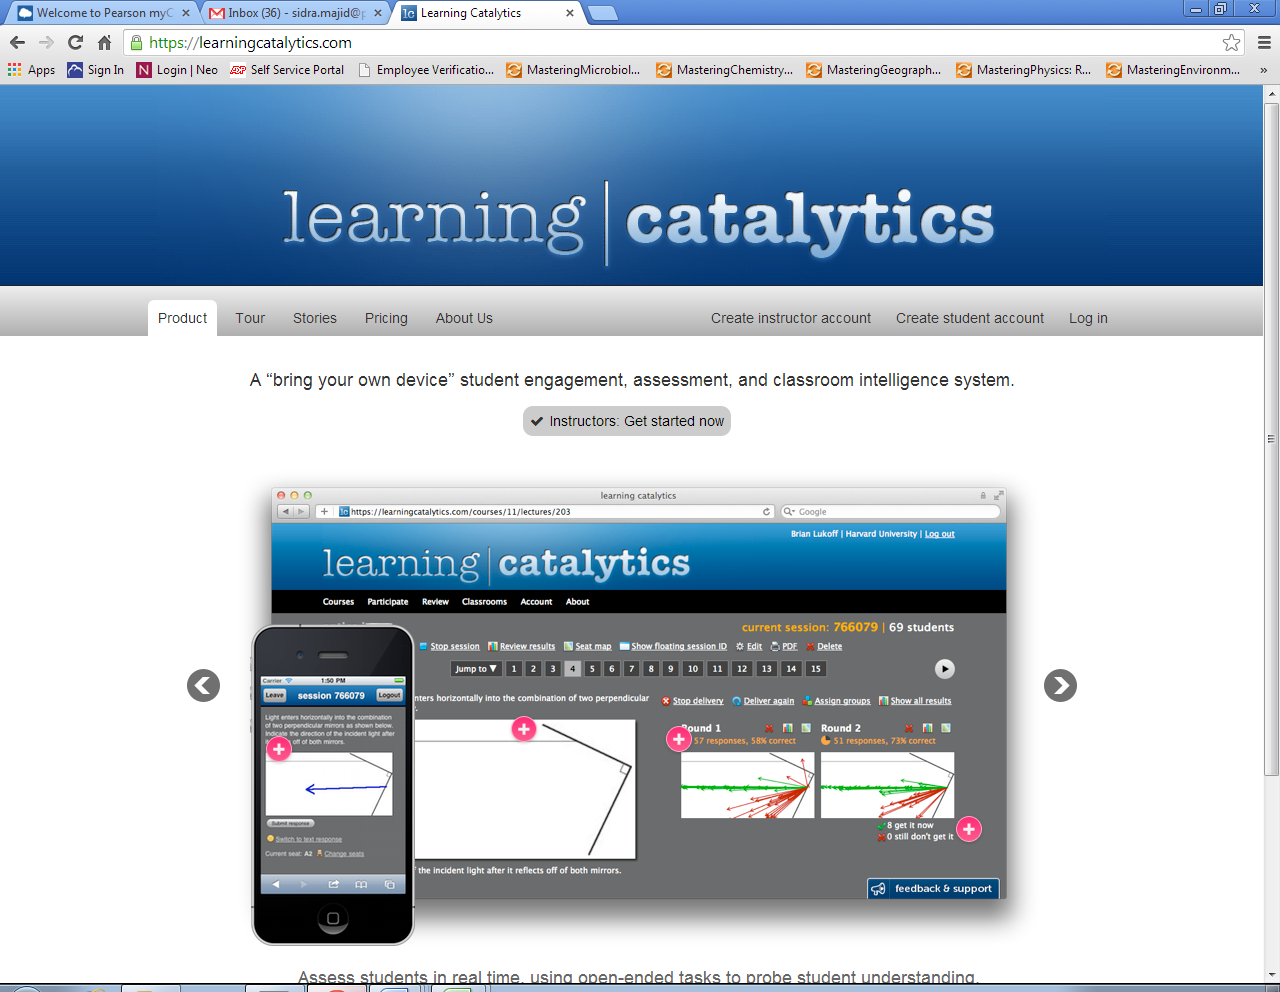 Welcome to Pearson myC
Inbox (36) - sidra.majid@p
Learning Catalytics
https://learningcatalytics.com
Apps Sign In Login | Neo Self Service Portal Employee Verificatio... MasteringMicrobiol... MasteringChemistry... MasteringGeograph... MasteringPhysics: R... MasteringEnvironm... »
learning | catalytics
Product Tour Stories Pricing About Us Create instructor account Create student account Log in
A “bring your own device” student engagement, assessment, and classroom intelligence system.
Instructors: Get started now
learning catalytics
https://learningcatalytics.com/courses/11/lectures/203
Google
Brian Lukoff | Harvard University | Log out
learning | catalytics
Courses Participate Review Classrooms Account About
current session: 766079 | 69 students
Stop session Review results Seat map Show floating session ID Edit PDF Delete
Jump to ▼ 1 2 3 4 5 6 7 8 9 10 11 12 13 14 15
enters horizontally into the combination of two perpendicular
Stop delivery Deliver again Assign groups Show all results
Round 1
57 responses, 58% correct
Round 2
51 responses, 73% correct
8 get it now
0 still don't get it
f the incident light after it reflects off of both mirrors.
feedback & support
Carrier 1:50 PM
Leave session 766079 Logout
Light enters horizontally into the combination
of two perpendicular mirrors as shown below.
Indicate the direction of the incident light after
off of both mirrors.
Submit response
Switch to text response
Current seat: A2 Change seats
Assess students in real time, using open-ended tasks to probe student understanding.